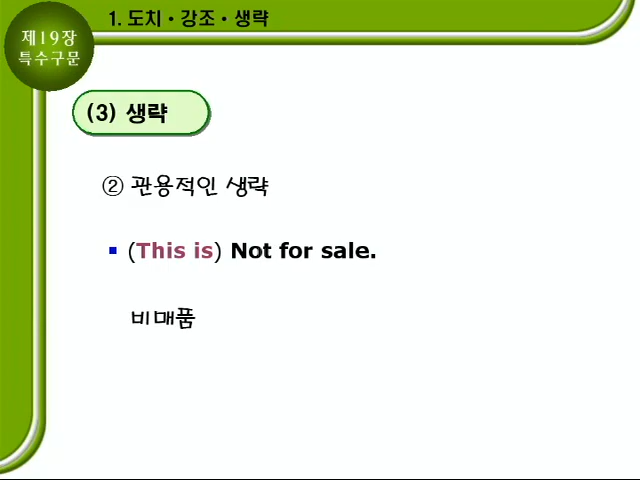 제19장
특수구문
1. 도치 · 강조 · 생략
(3) 생략
② 관용적인 생략
▪ (This is) Not for sale.
비매품